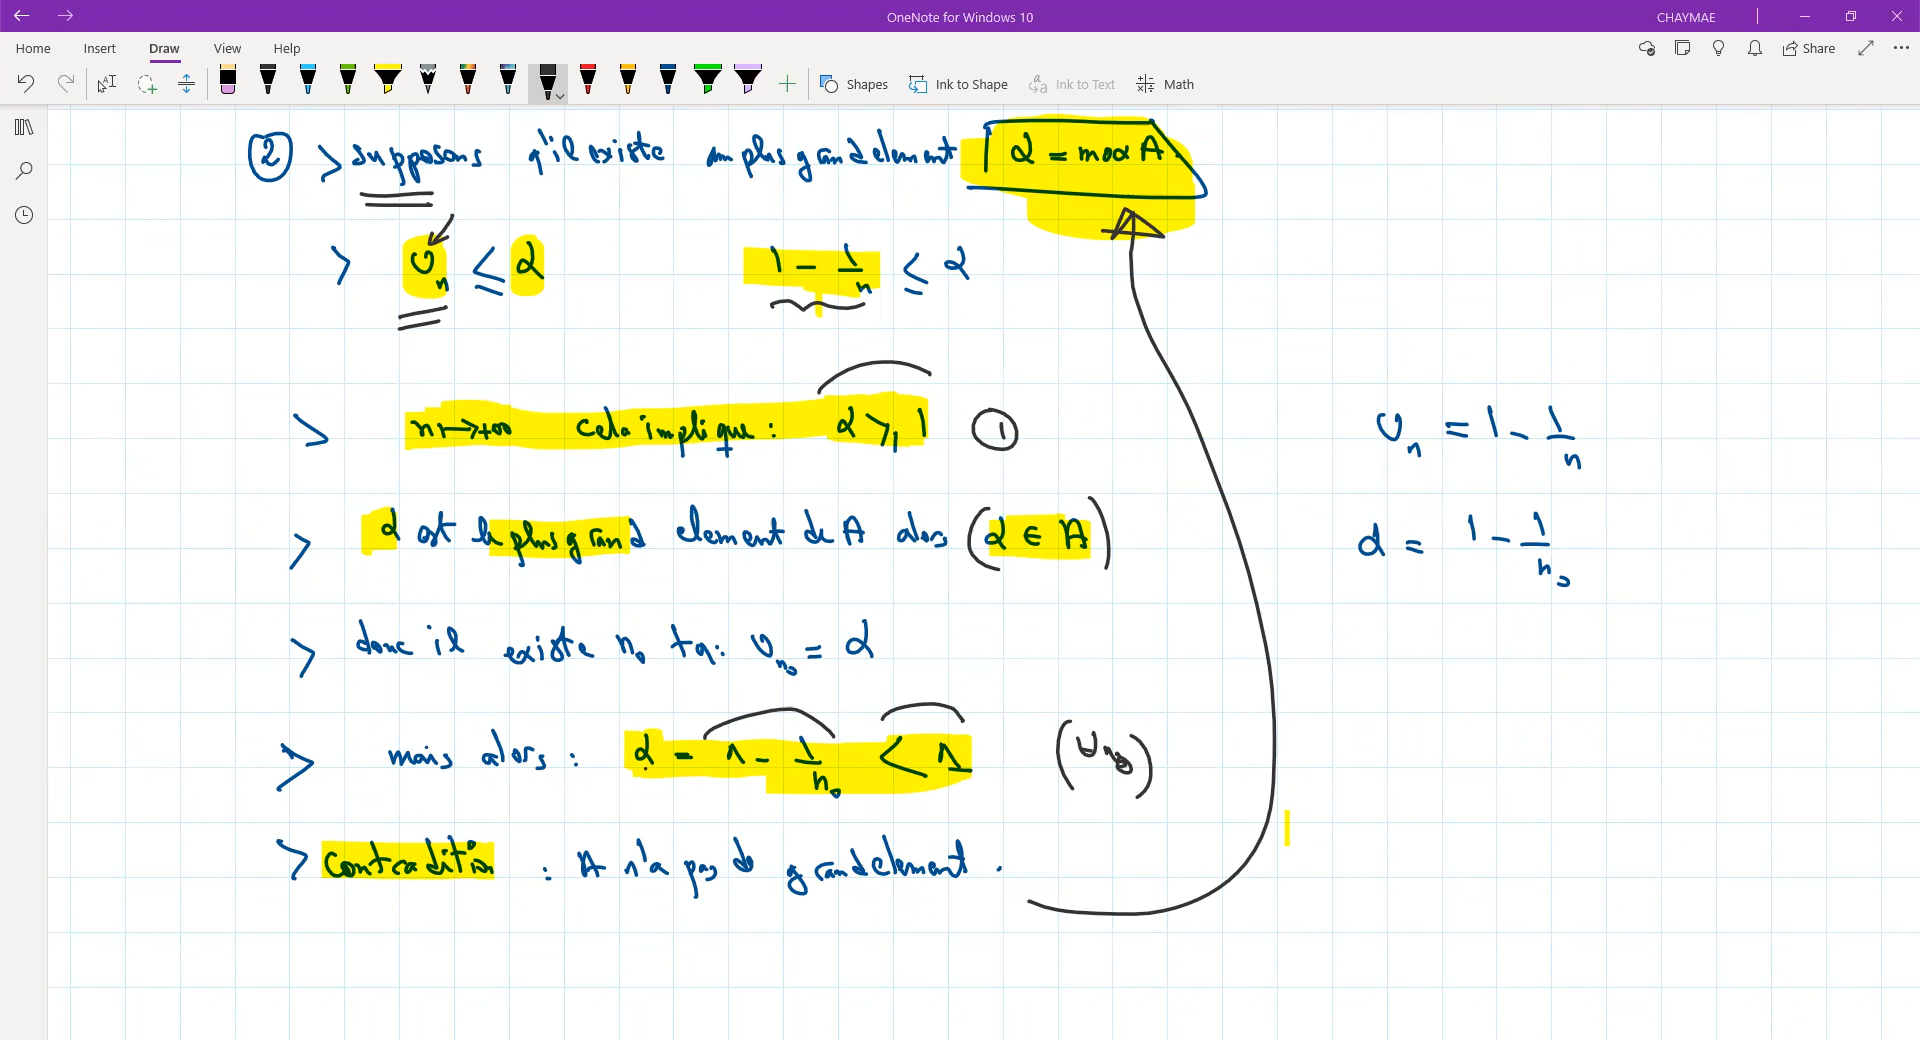 OneNote for Windows 10
CHAYMAE
Home Insert Draw View Help
Share
Shapes Ink to Shape Ink to Text Math
② > supposons q'il existe un plus grand element | α = max A.
> Un ≤ α 1 - 1/n ≤ α
> n ↦ +∞ cela implique : α ⩾ 1 ①
Un = 1 - 1/n
> α est le plus grand element de A alors (α ∈ A)
α = 1 - 1/n₀
> donc il existe n₀ tq: Un₀ = α
> mais alors : α = 1 - 1/n₀ < 1 (∀n₀)
> contradition : A n'a pas de grand element.